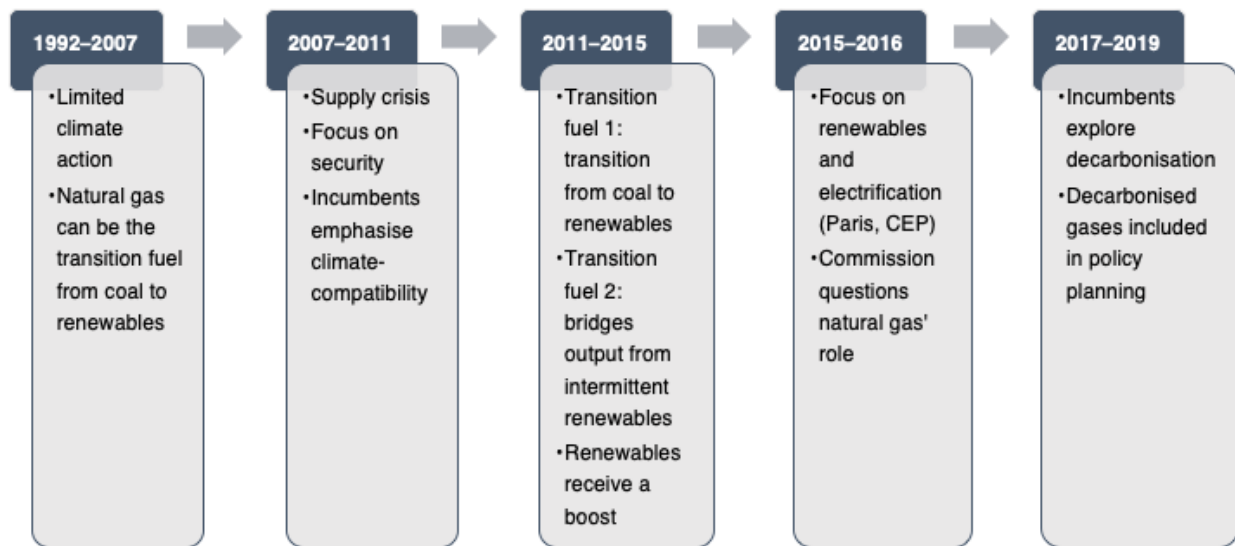 1992–2007
•Limited
climate
action
•Natural gas
can be the
transition fuel
from coal to
renewables
2007–2011
•Supply crisis
•Focus on
security
•Incumbents
emphasise
climate-
compatibility
2011–2015
•Transition
fuel 1:
transition
from coal to
renewables
•Transition
fuel 2:
bridges
output from
intermittent
renewables
•Renewables
receive a
boost
2015–2016
•Focus on
renewables
and
electrification
(Paris, CEP)
•Commission
questions
natural gas'
role
2017–2019
•Incumbents
explore
decarbonisation
•Decarbonised
gases included
in policy
planning